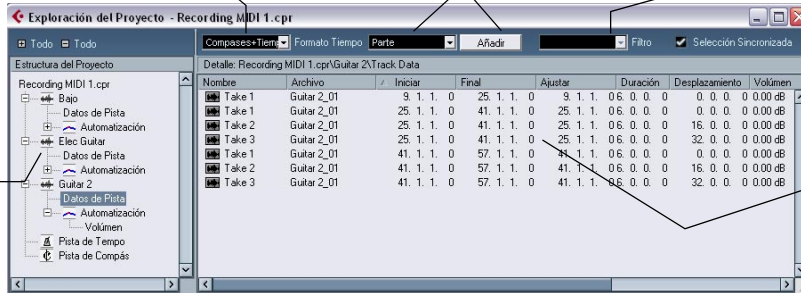 Exploración del Proyecto - Recording MIDI 1.cpr
Todo Todo
Compases+Tiemp Formato Tiempo Parte Añadir Filtro Selección Sincronizada
Estructura del Proyecto
Detalle: Recording MIDI 1.cpr\Guitar 2\Track Data
Recording MIDI 1.cpr
Bajo
Datos de Pista
Automatización
Elec Guitar
Datos de Pista
Automatización
Guitar 2
Datos de Pista
Automatización
Volúmen
Pista de Tempo
Pista de Compás
Nombre Archivo Iniciar Final Ajustar Duración Desplazamiento Volúmen
Take 1 Guitar 2_01 9. 1. 1. 0 25. 1. 1. 0 9. 1. 1. 0 6. 0. 0. 0 0. 0. 0. 0 0.00 dB
Take 1 Guitar 2_01 25. 1. 1. 0 41. 1. 1. 0 25. 1. 1. 0 6. 0. 0. 0 0. 0. 0. 0 0.00 dB
Take 2 Guitar 2_01 25. 1. 1. 0 41. 1. 1. 0 25. 1. 1. 0 6. 0. 0. 0 16. 0. 0. 0 0.00 dB
Take 3 Guitar 2_01 25. 1. 1. 0 41. 1. 1. 0 25. 1. 1. 0 6. 0. 0. 0 32. 0. 0. 0 0.00 dB
Take 1 Guitar 2_01 41. 1. 1. 0 57. 1. 1. 0 41. 1. 1. 0 6. 0. 0. 0 0. 0. 0. 0 0.00 dB
Take 2 Guitar 2_01 41. 1. 1. 0 57. 1. 1. 0 41. 1. 1. 0 6. 0. 0. 0 16. 0. 0. 0 0.00 dB
Take 3 Guitar 2_01 41. 1. 1. 0 57. 1. 1. 0 41. 1. 1. 0 6. 0. 0. 0 32. 0. 0. 0 0.00 dB